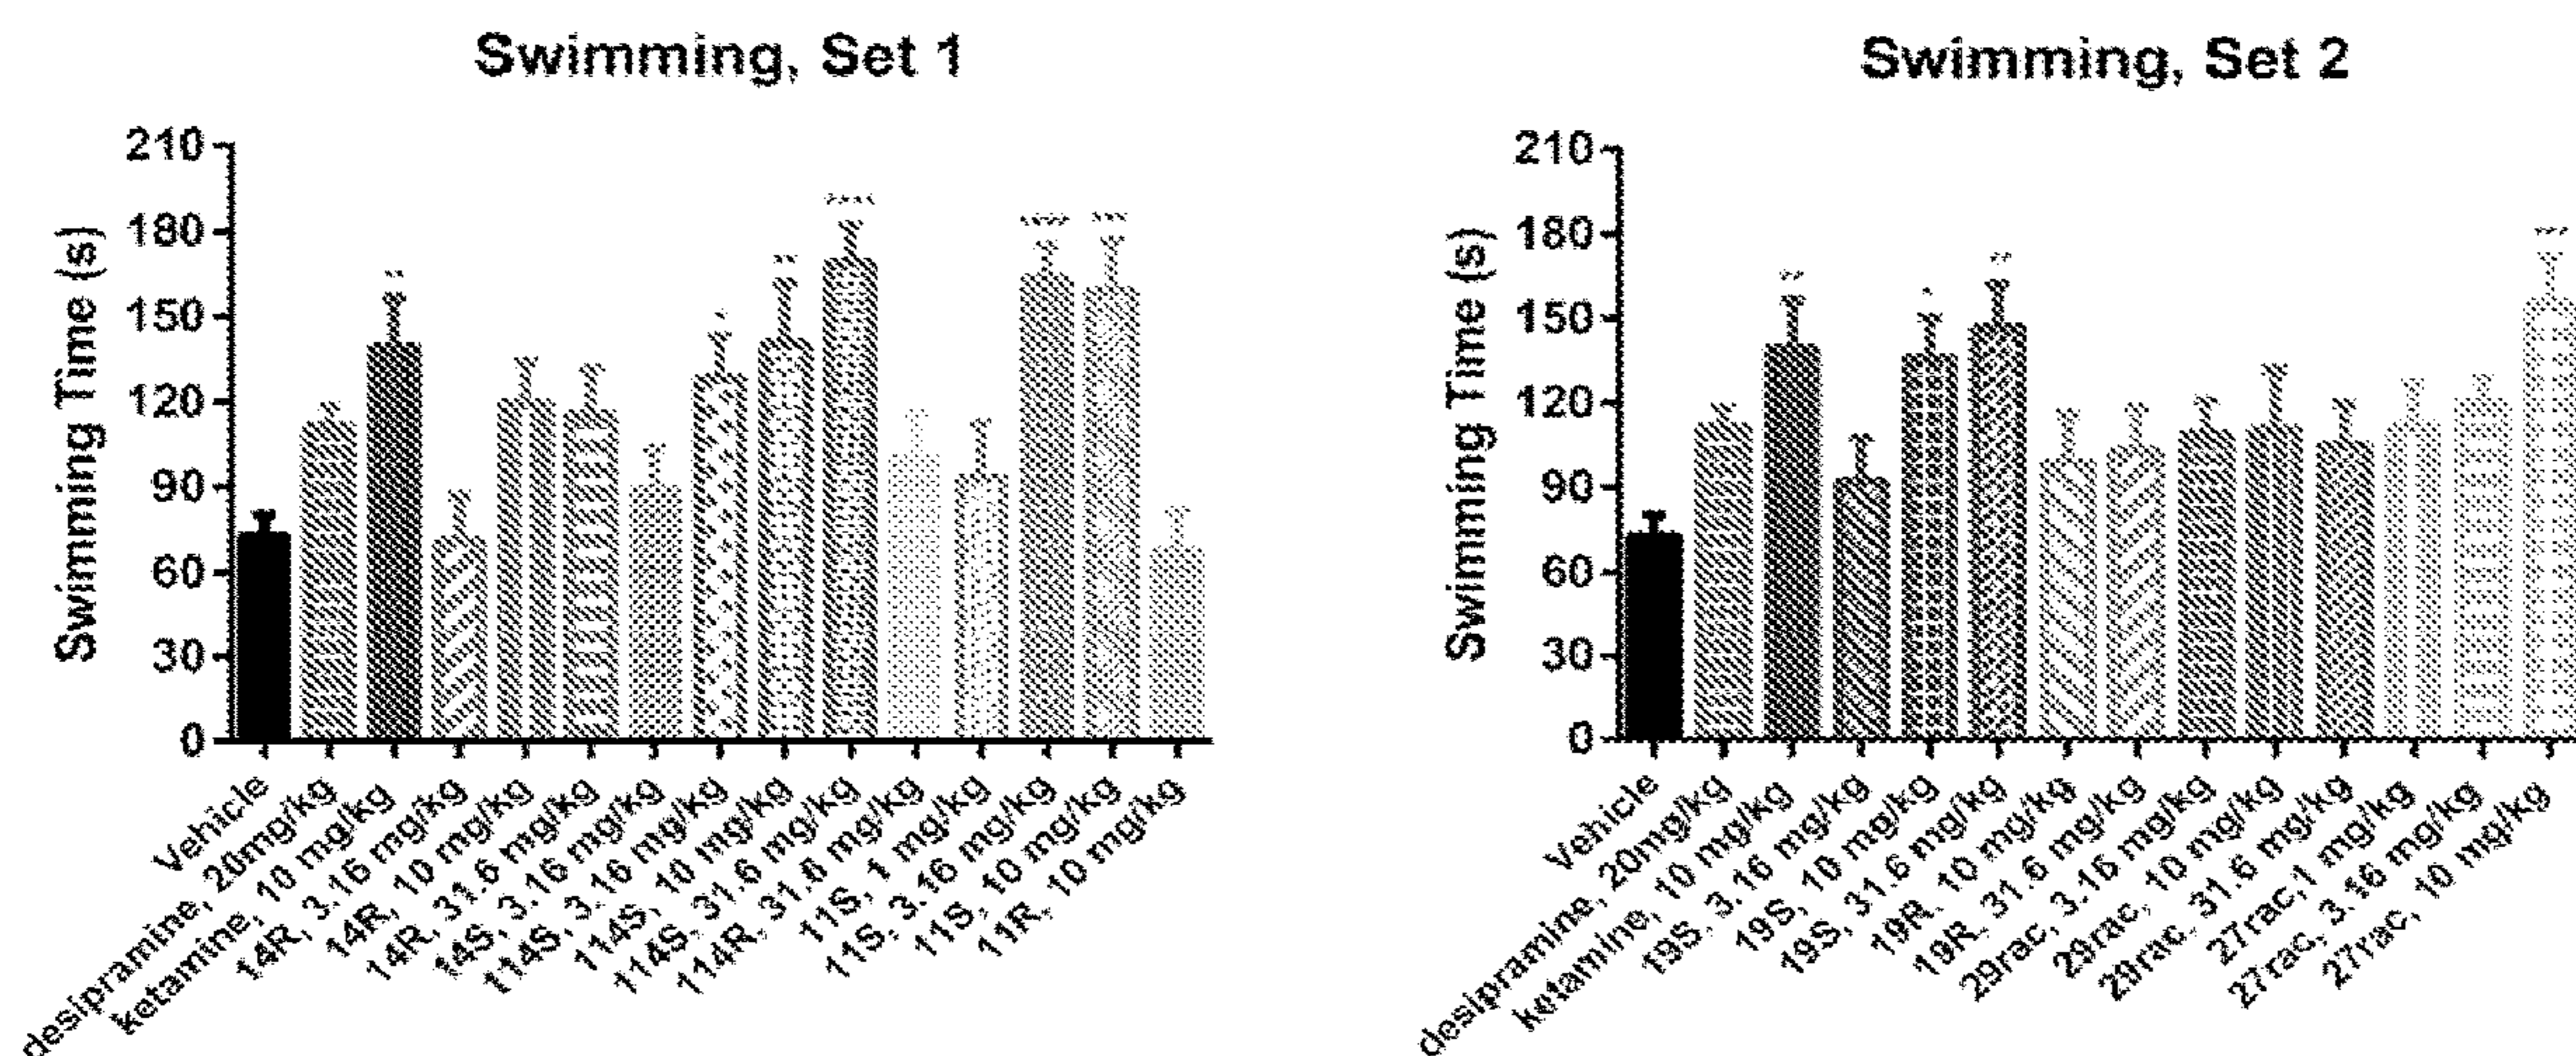 Swimming, Set 1
Swimming Time (s)
210
180
150
120
90
60
30
0
Vehicle
desipramine, 20mg/kg
ketamine, 10 mg/kg
14R, 3.16 mg/kg
14R, 10 mg/kg
14R, 31.6 mg/kg
14S, 3.16 mg/kg
114S, 3.16 mg/kg
114S, 10 mg/kg
114S, 31.6 mg/kg
114R, 31.6 mg/kg
11S, 1 mg/kg
11S, 3.16 mg/kg
11S, 10 mg/kg
11R, 10 mg/kg
Swimming, Set 2
Swimming Time (s)
210
180
150
120
90
60
30
0
Vehicle
desipramine, 20mg/kg
ketamine, 10 mg/kg
19S, 3.16 mg/kg
19S, 10 mg/kg
19S, 31.6 mg/kg
19R, 10 mg/kg
19R, 31.6 mg/kg
29rac, 3.16 mg/kg
29rac, 10 mg/kg
29rac, 31.6 mg/kg
27rac,1 mg/kg
27rac, 3.16 mg/kg
27rac, 10 mg/kg